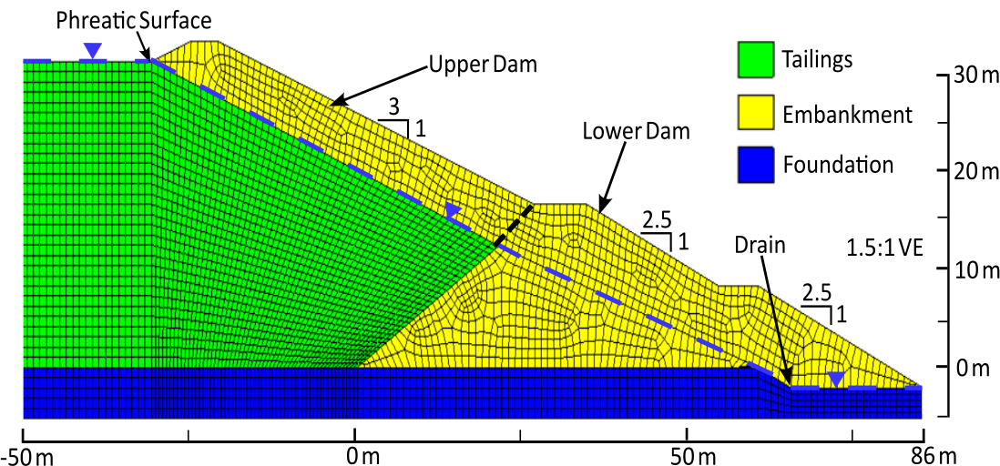 Phreatic Surface
Upper Dam
3
1
Lower Dam
2.5
1
Drain
1.5:1 VE
2.5
1
Tailings
Embankment
Foundation
30 m
20 m
10 m
0 m
-50 m
0 m
50 m
86 m